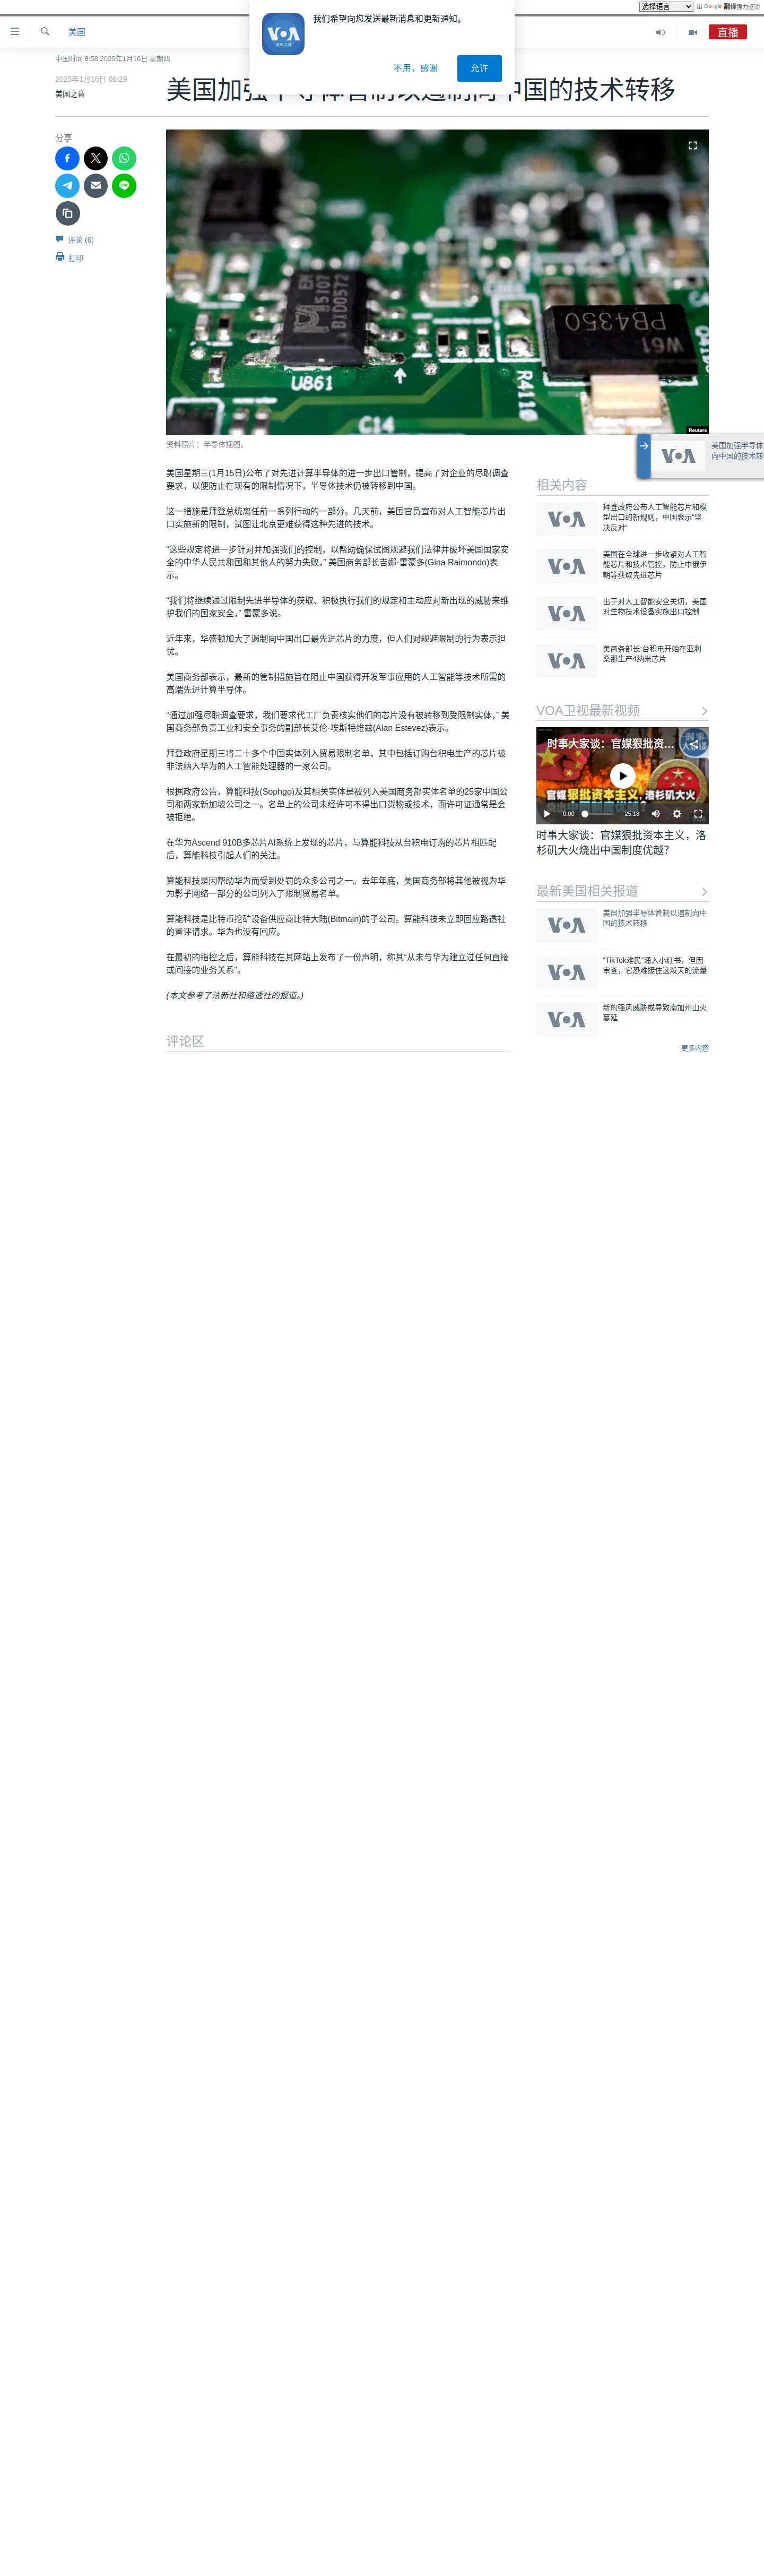 选择语言
由 Google 翻译强力驱动
我们希望向您发送最新消息和更新通知。
VOA
不用，感谢
允许
美国
直播
中国时间 8:58 2025年1月16日 星期四
2025年1月16日 06:29
美国之音
美国加强半导体管制以遏制向中国的技术转移
分享
评论 (6)
打印
U861
C14
R4118
PB4350
W61
Reuters
资料照片：半导体插图。
美国加强半导体
向中国的技术转
VOA
美国星期三(1月15日)公布了对先进计算半导体的进一步出口管制，提高了对企业的尽职调查
要求，以便防止在现有的限制情况下，半导体技术仍被转移到中国。
这一措施是拜登总统离任前一系列行动的一部分。几天前，美国官员宣布对人工智能芯片出
口实施新的限制，试图让北京更难获得这种先进的技术。
“这些规定将进一步针对并加强我们的控制，以帮助确保试图规避我们法律并破坏美国国家安
全的中华人民共和国和其他人的努力失败，” 美国商务部长吉娜·雷蒙多(Gina Raimondo)表
示。
“我们将继续通过限制先进半导体的获取、积极执行我们的规定和主动应对新出现的威胁来维
护我们的国家安全，” 雷蒙多说。
近年来，华盛顿加大了遏制向中国出口最先进芯片的力度，但人们对规避限制的行为表示担
忧。
美国商务部表示，最新的管制措施旨在阻止中国获得开发军事应用的人工智能等技术所需的
高端先进计算半导体。
“通过加强尽职调查要求，我们要求代工厂负责核实他们的芯片没有被转移到受限制实体，” 美
国商务部负责工业和安全事务的副部长艾伦·埃斯特维兹(Alan Estevez)表示。
拜登政府星期三将二十多个中国实体列入贸易限制名单，其中包括订购台积电生产的芯片被
非法纳入华为的人工智能处理器的一家公司。
根据政府公告，算能科技(Sophgo)及其相关实体是被列入美国商务部实体名单的25家中国公
司和两家新加坡公司之一。名单上的公司未经许可不得出口货物或技术，而许可证通常是会
被拒绝。
在华为Ascend 910B多芯片AI系统上发现的芯片，与算能科技从台积电订购的芯片相匹配
后，算能科技引起人们的关注。
算能科技是因帮助华为而受到处罚的众多公司之一。去年年底，美国商务部将其他被视为华
为影子网络一部分的公司列入了限制贸易名单。
算能科技是比特币挖矿设备供应商比特大陆(Bitmain)的子公司。算能科技未立即回应路透社
的置评请求。华为也没有回应。
在最初的指控之后，算能科技在其网站上发布了一份声明，称其“从未与华为建立过任何直接
或间接的业务关系”。
(本文参考了法新社和路透社的报道。)
评论区
相关内容
VOA
拜登政府公布人工智能芯片和模
型出口的新规则，中国表示“坚
决反对”
VOA
美国在全球进一步收紧对人工智
能芯片和技术管控，防止中俄伊
朝等获取先进芯片
VOA
出于对人工智能安全关切，美国
对生物技术设备实施出口控制
VOA
美商务部长:台积电开始在亚利
桑那生产4纳米芯片
VOA卫视最新视频
时事大家谈：官媒狠批资…
官媒狠批资本主义，洛杉矶大火
0:00
25:18
时事大家谈：官媒狠批资本主义，洛
杉矶大火烧出中国制度优越？
最新美国相关报道
VOA
美国加强半导体管制以遏制向中
国的技术转移
VOA
“TikTok难民”涌入小红书，但因
审查，它恐难接住这泼天的流量
VOA
新的强风威胁或导致南加州山火
蔓延
更多内容